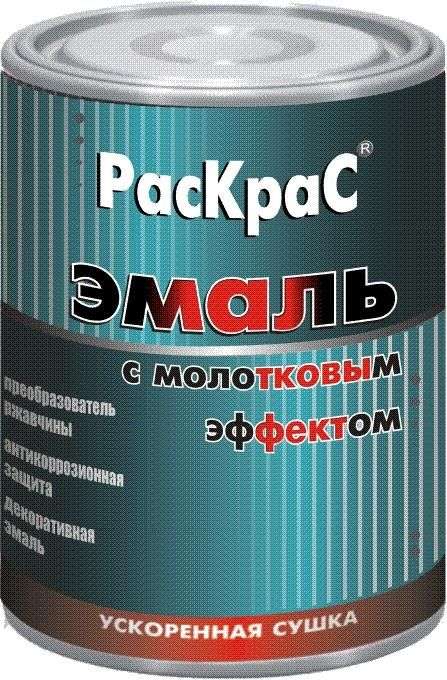 РасКраС®
эмаль
с молотковым
эффектом
преобразователь
ржавчины
антикоррозионная
защита
декоративная
эмаль
УСКОРЕННАЯ СУШКА